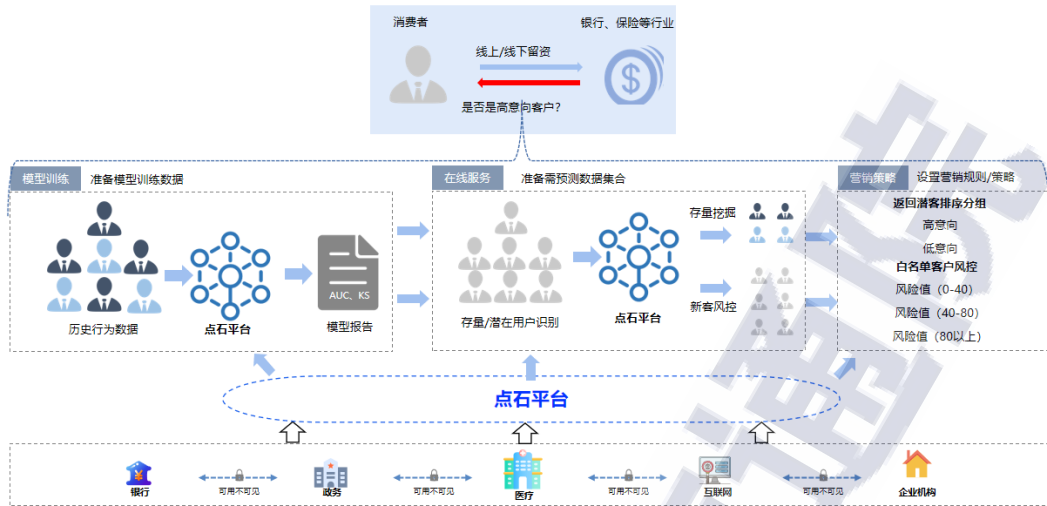 消费者
银行、保险等行业
线上/线下留资
是否是高意向客户?
模型训练
准备模型训练数据
历史行为数据
点石平台
AUC、KS
模型报告
在线服务
准备需预测数据集合
存量/潜在用户识别
点石平台
存量挖掘
新客风控
营销策略
设置营销规则/策略
返回潜客排序分组
高意向
低意向
白名单客户风控
风险值（0-40）
风险值（40-80）
风险值（80以上）
点石平台
银行
可用不可见
政务
可用不可见
医疗
可用不可见
互联网
可用不可见
企业机构